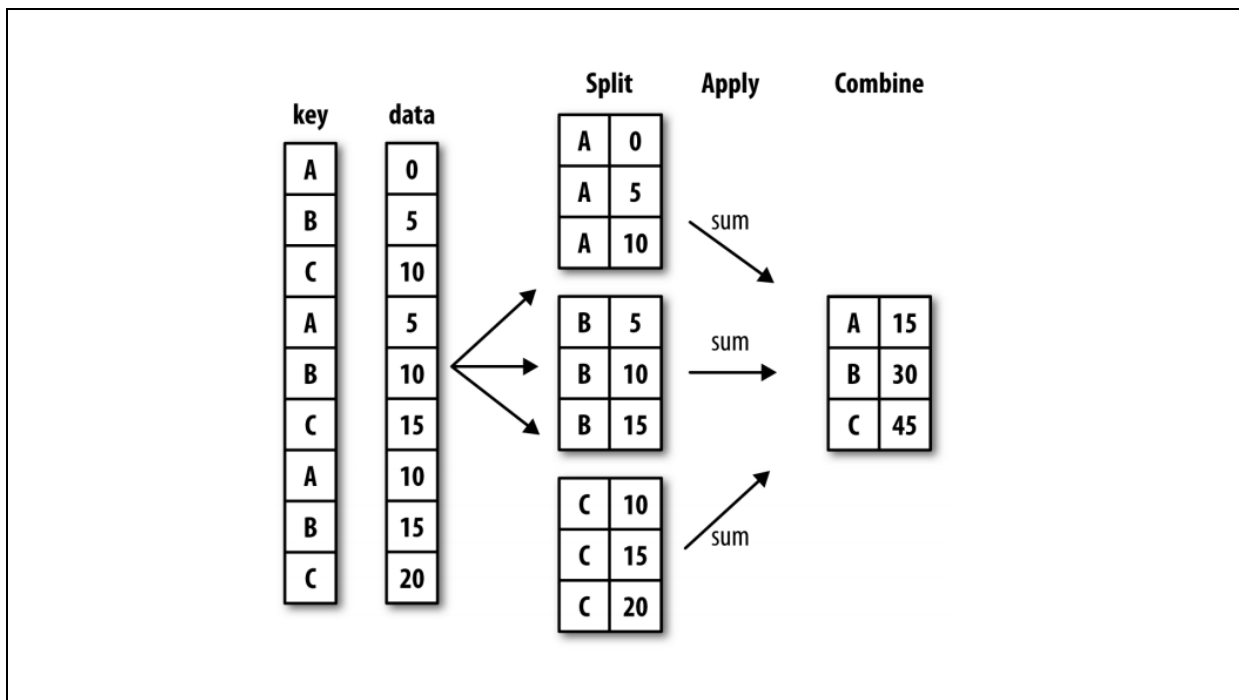 key data
A 0
B 5
C 10
A 5
B 10
C 15
A 10
B 15
C 20
Split
A 0
A 5
A 10
B 5
B 10
B 15
C 10
C 15
C 20
Apply
sum
sum
sum
Combine
A 15
B 30
C 45